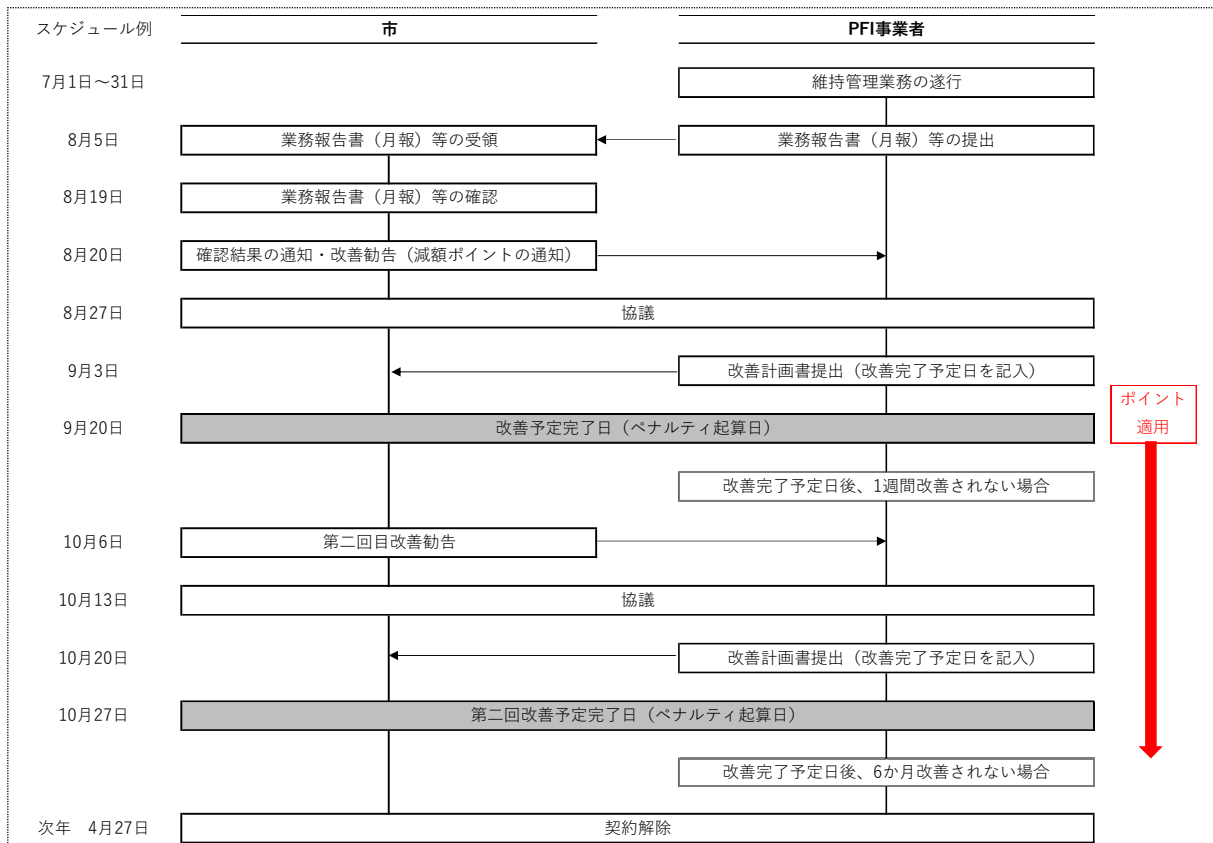 スケジュール例 市 PFI事業者
7月1日～31日 維持管理業務の遂行
8月5日 業務報告書（月報）等の受領 業務報告書（月報）等の提出
8月19日 業務報告書（月報）等の確認
8月20日 確認結果の通知・改善勧告（減額ポイントの通知）
8月27日 協議
9月3日 改善計画書提出（改善完了予定日を記入）
ポイント
適用
9月20日 改善予定完了日（ペナルティ起算日）
改善完了予定日後、1週間改善されない場合
10月6日 第二回目改善勧告
10月13日 協議
10月20日 改善計画書提出（改善完了予定日を記入）
10月27日 第二回改善予定完了日（ペナルティ起算日）
改善完了予定日後、6か月改善されない場合
次年　4月27日 契約解除